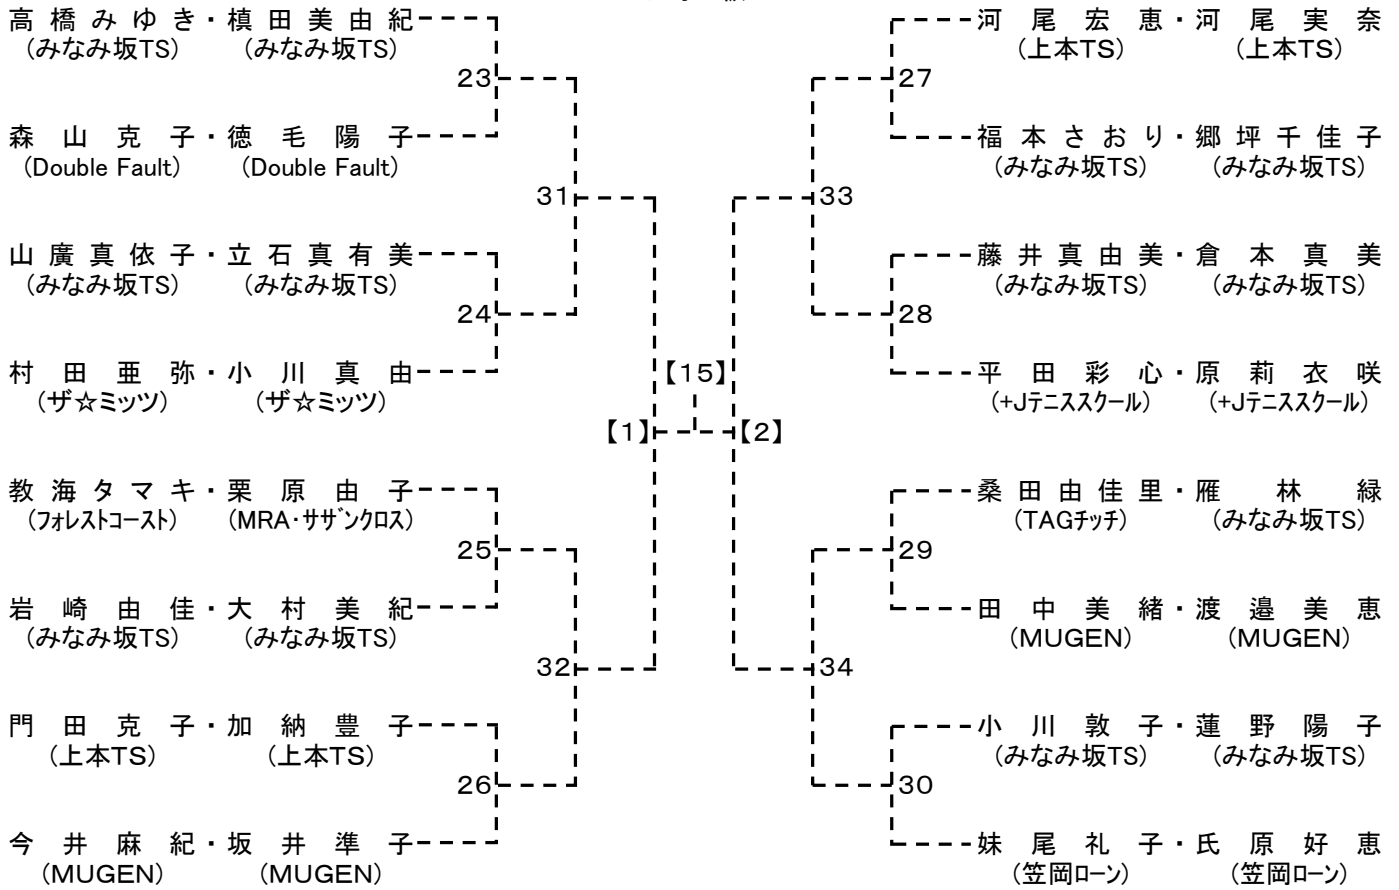 高橋みゆき・槙田美由紀
(みなみ坂TS) (みなみ坂TS)
23
森山克子・徳毛陽子
(Double Fault) (Double Fault)
31
山廣真依子・立石真有美
(みなみ坂TS) (みなみ坂TS)
24
村田亜弥・小川真由
(ザ☆ミッツ) (ザ☆ミッツ)
【15】
【1】 【2】
教海タマキ・栗原由子
(フォレストコースト) (MRA・サザンクロス)
25
岩崎由佳・大村美紀
(みなみ坂TS) (みなみ坂TS)
32
門田克子・加納豊子
(上本TS) (上本TS)
26
今井麻紀・坂井準子
(MUGEN) (MUGEN)
河尾宏恵・河尾実奈
(上本TS) (上本TS)
27
福本さおり・郷坪千佳子
(みなみ坂TS) (みなみ坂TS)
33
藤井真由美・倉本真美
(みなみ坂TS) (みなみ坂TS)
28
平田彩心・原莉衣咲
(+Jテニススクール) (+Jテニススクール)
桑田由佳里・雁林緑
(TAGチッチ) (みなみ坂TS)
29
田中美緒・渡邉美恵
(MUGEN) (MUGEN)
34
小川敦子・蓮野陽子
(みなみ坂TS) (みなみ坂TS)
30
妹尾礼子・氏原好恵
(笠岡ローン) (笠岡ローン)